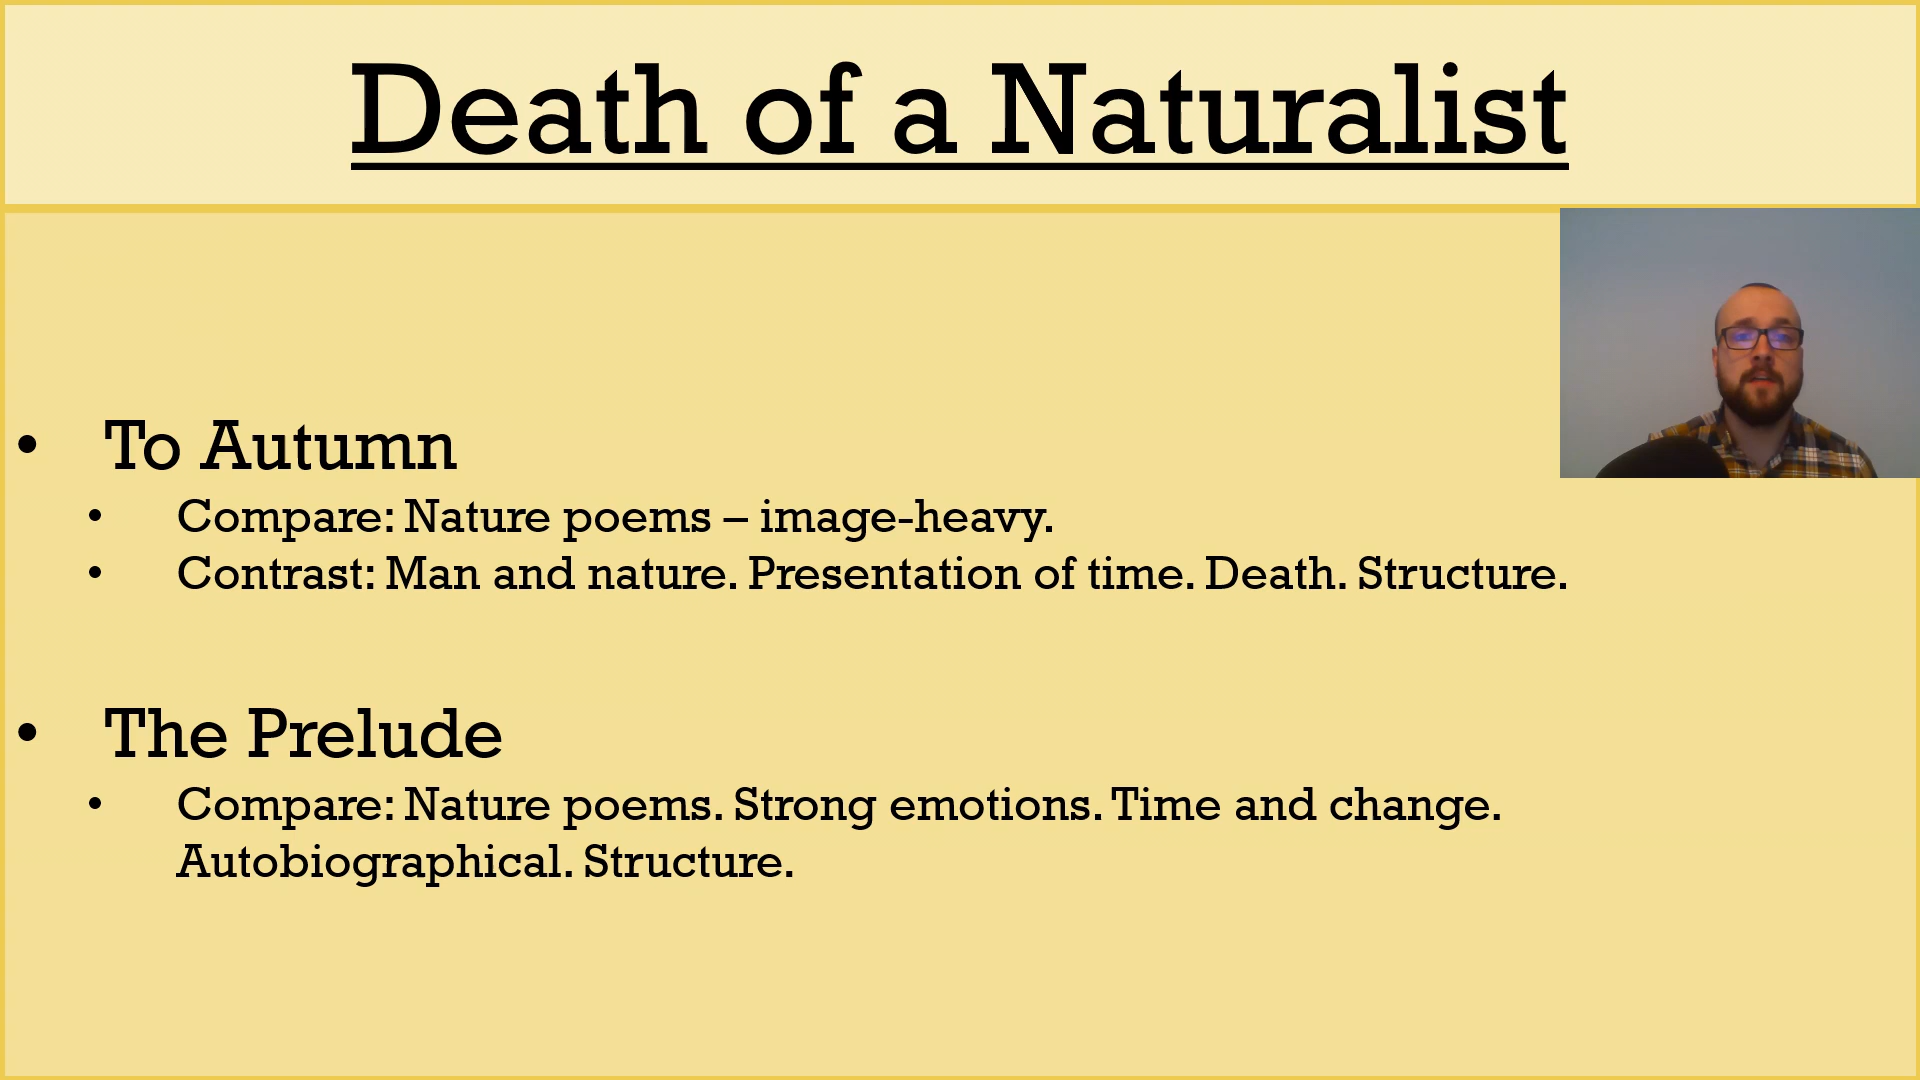 Death of a Naturalist
• To Autumn
• Compare: Nature poems – image-heavy.
• Contrast: Man and nature. Presentation of time. Death. Structure.
• The Prelude
• Compare: Nature poems. Strong emotions. Time and change.
Autobiographical. Structure.